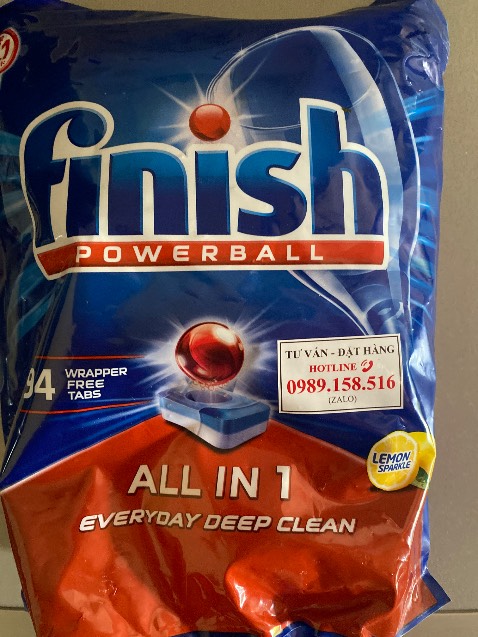 finish
POWERBALL
94 WRAPPER
FREE
TABS
TƯ VẤN - ĐẶT HÀNG
HOTLINE
0989.158.516
(ZALO)
LEMON
SPARKLE
ALL IN 1
EVERYDAY DEEP CLEAN